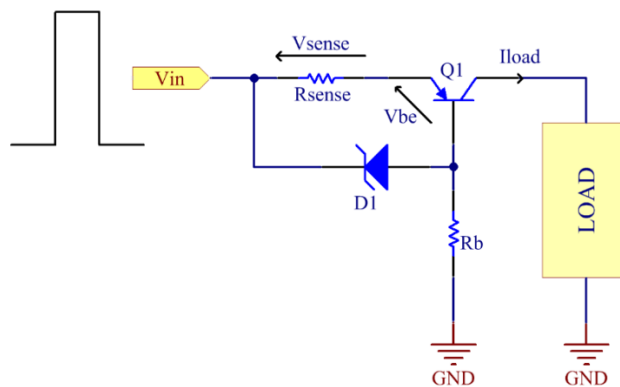 Vsense
Vin
Rsense
Q1
Iload
Vbe
D1
Rb
LOAD
GND
GND